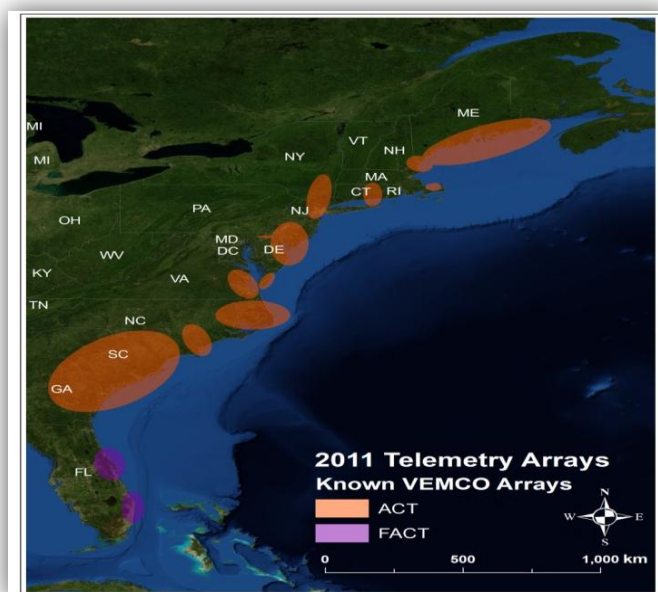 ME
MI
VT
NH
NY
MI
MA
CT RI
PA
NJ
OH
MD
DE
DC
WV
VA
KY
TN
NC
SC
GA
FL
2011 Telemetry Arrays
Known VEMCO Arrays
ACT
FACT
N
W E
S
0 500 1,000 km